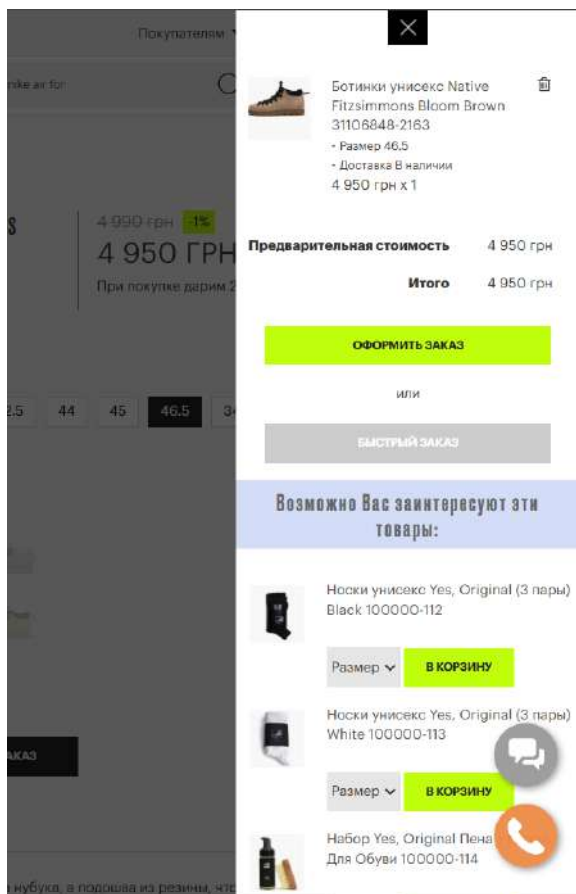 Покупателям
nike air for
S
4 990 грн -1%
4 950 ГРН
При покупке дарим 2
2.5 44 45 46.5 34
АКАЗ
а нубука, а подошва из резины, что
Ботинки унисекс Native
Fitzsimmons Bloom Brown
31106848-2163
- Размер 46.5
- Доставка В наличии
4 950 грн x 1
Предварительная стоимость 4 950 грн
Итого 4 950 грн
ОФОРМИТЬ ЗАКАЗ
или
БЫСТРЫЙ ЗАКАЗ
Возможно Вас заинтересуют эти
товары:
Носки унисекс Yes, Original (3 пары)
Black 100000-112
Размер В КОРЗИНУ
Носки унисекс Yes, Original (3 пары)
White 100000-113
Размер В КОРЗИНУ
Набор Yes, Original Пена
Для Обуви 100000-114